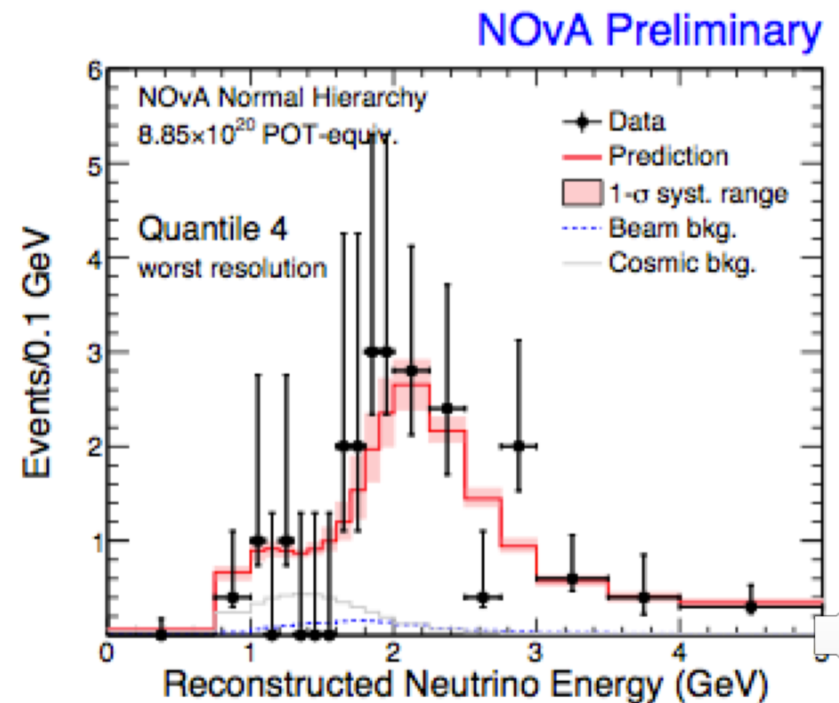 NOvA Preliminary
NOvA Normal Hierarchy
8.85×10²⁰ POT-equiv.
Quantile 4
worst resolution
Data
Prediction
1-σ syst. range
Beam bkg.
Cosmic bkg.
Events/0.1 GeV
6
5
4
3
2
1
0 1 2 3 4 5
Reconstructed Neutrino Energy (GeV)